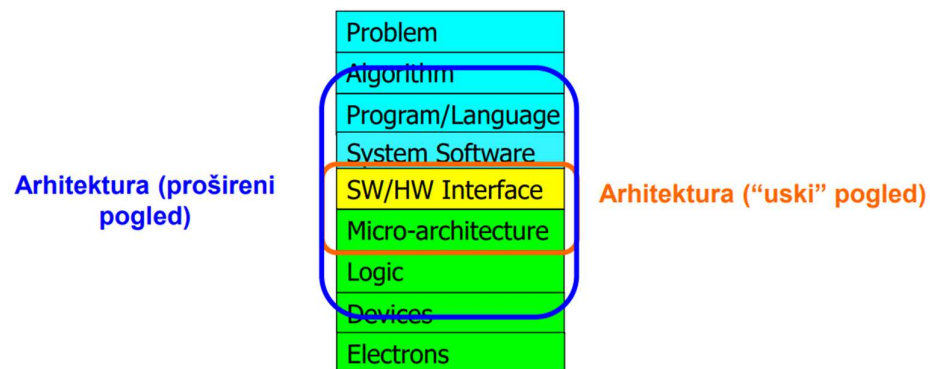 Problem
Algorithm
Program/Language
System Software
Arhitektura (prošireni
pogled)
SW/HW Interface
Arhitektura (“uski” pogled)
Micro-architecture
Logic
Devices
Electrons